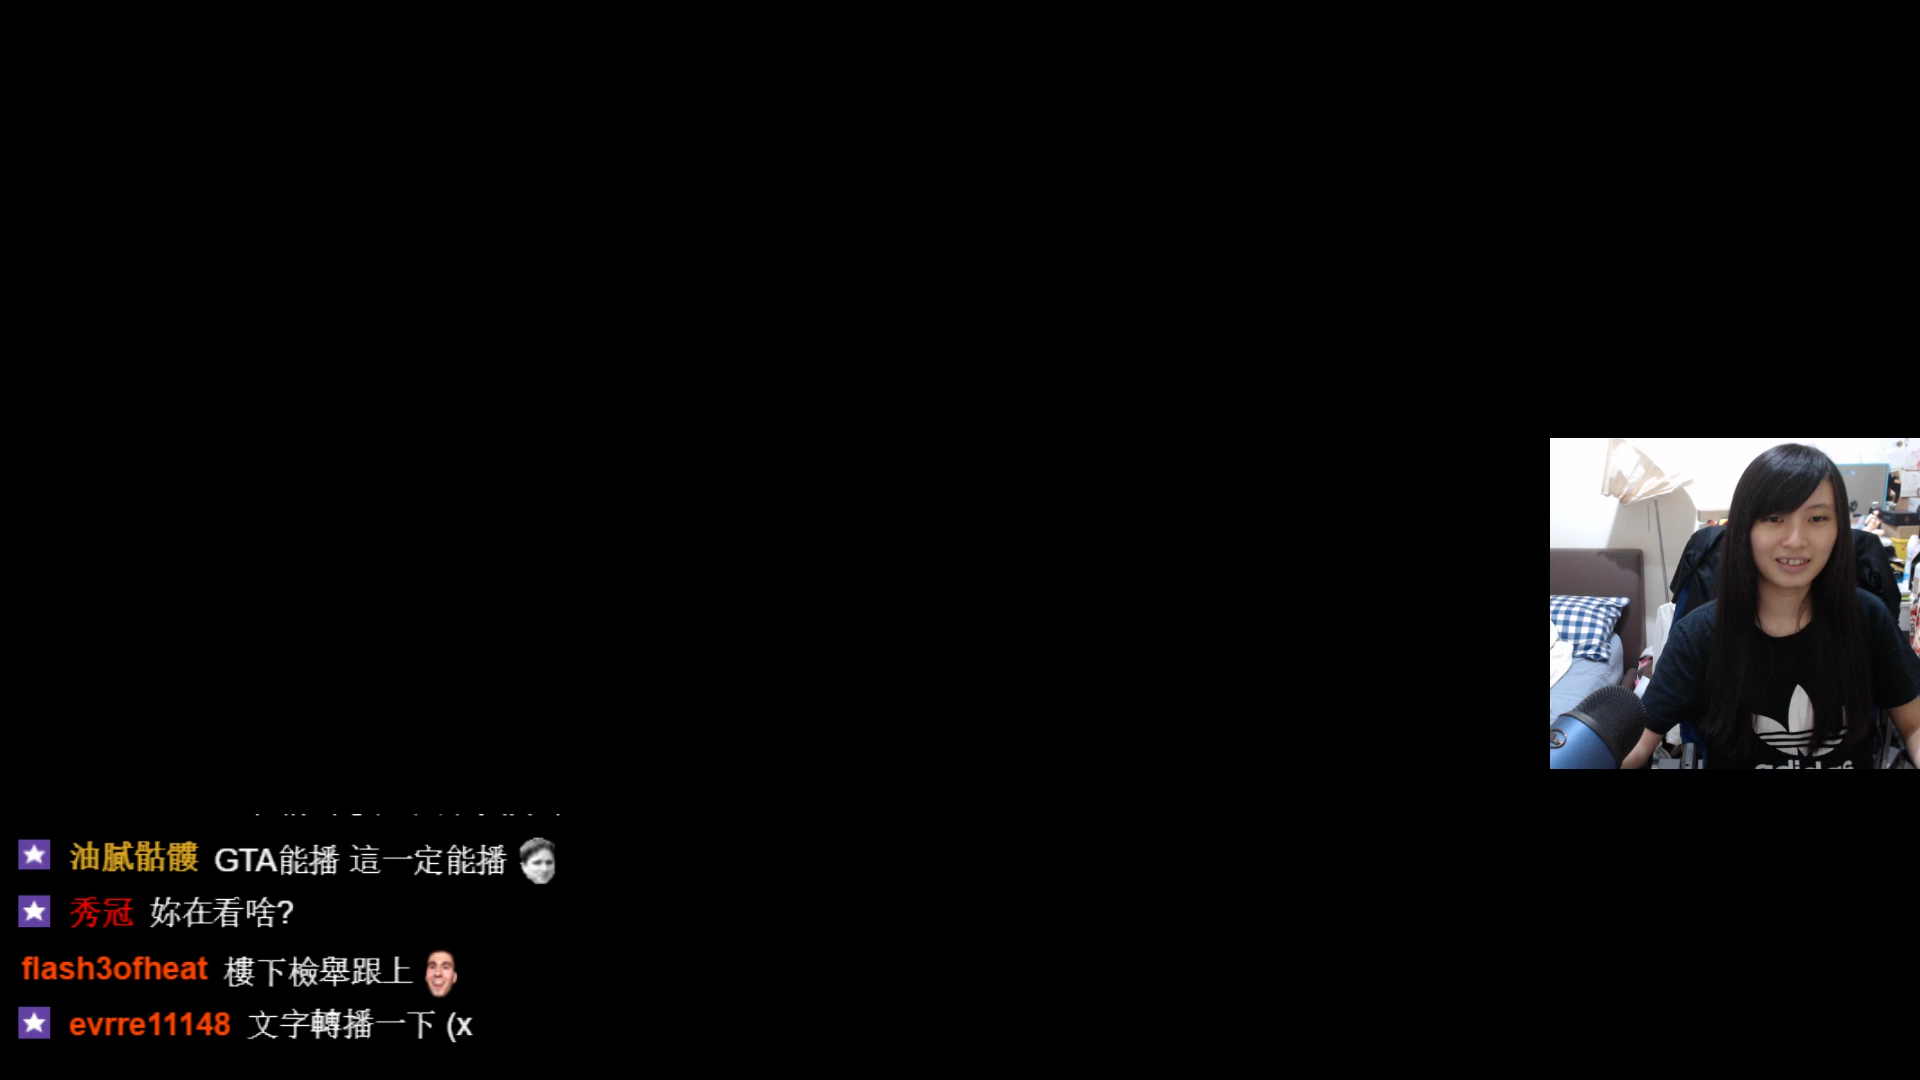 油膩骷髏 GTA能播 這一定能播
秀冠 妳在看啥?
flash3ofheat 樓下檢舉跟上
evrre11148 文字轉播一下 (x
adidas